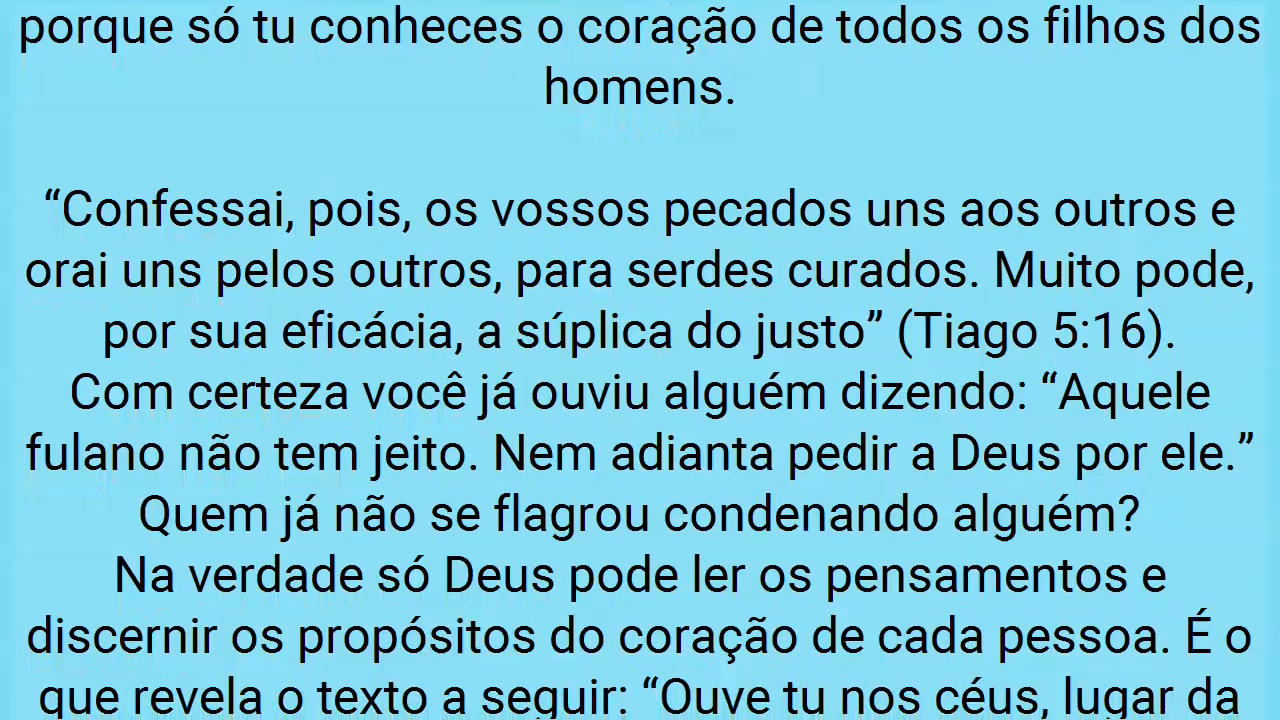 porque só tu conheces o coração de todos os filhos dos
homens.
“Confessai, pois, os vossos pecados uns aos outros e
orai uns pelos outros, para serdes curados. Muito pode,
por sua eficácia, a súplica do justo” (Tiago 5:16).
Com certeza você já ouviu alguém dizendo: “Aquele
fulano não tem jeito. Nem adianta pedir a Deus por ele.”
Quem já não se flagrou condenando alguém?
Na verdade só Deus pode ler os pensamentos e
discernir os propósitos do coração de cada pessoa. É o
que revela o texto a seguir: “Ouve tu nos céus, lugar da